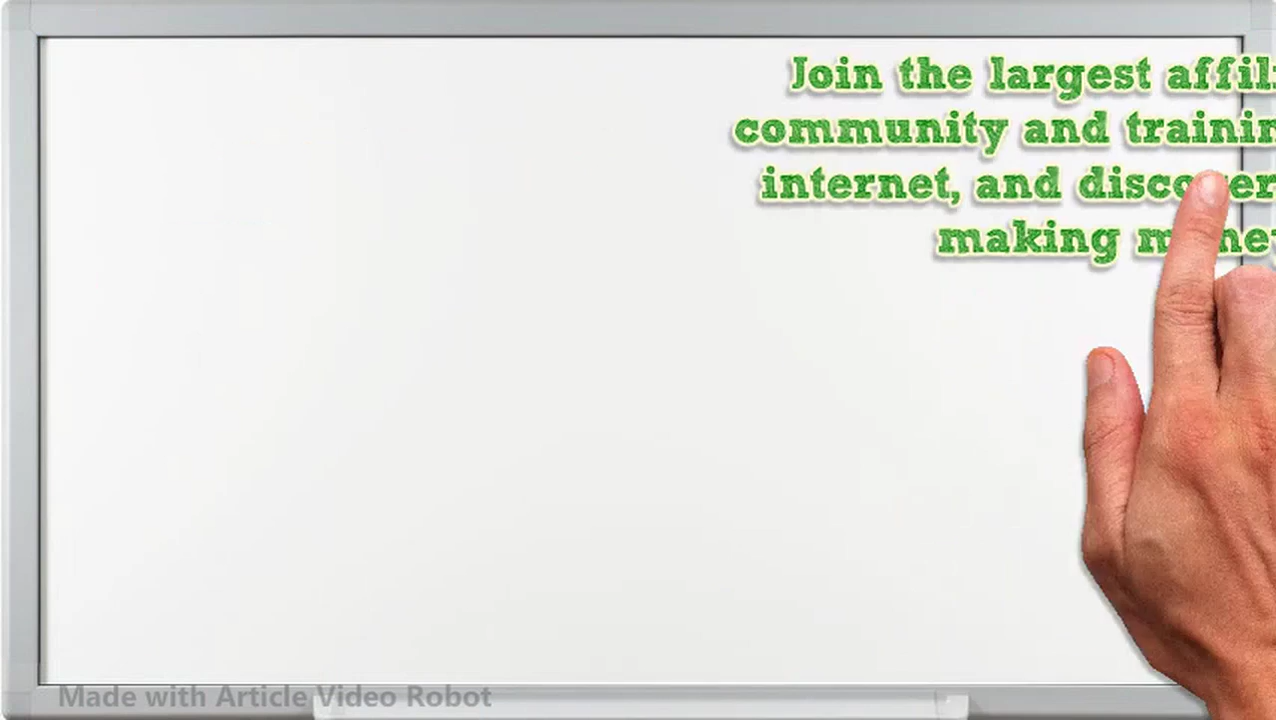 Join the largest
community and
internet, and
making
Made with Article Video Robot